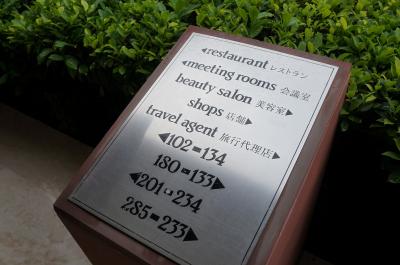 ◀restaurant レストラン
◀meeting rooms 会議室
beauty salon 美容室▶
shops 店舗▶
travel agent 旅行代理店▶
◀102-134
180-133▶
◀201-234
285-233▶